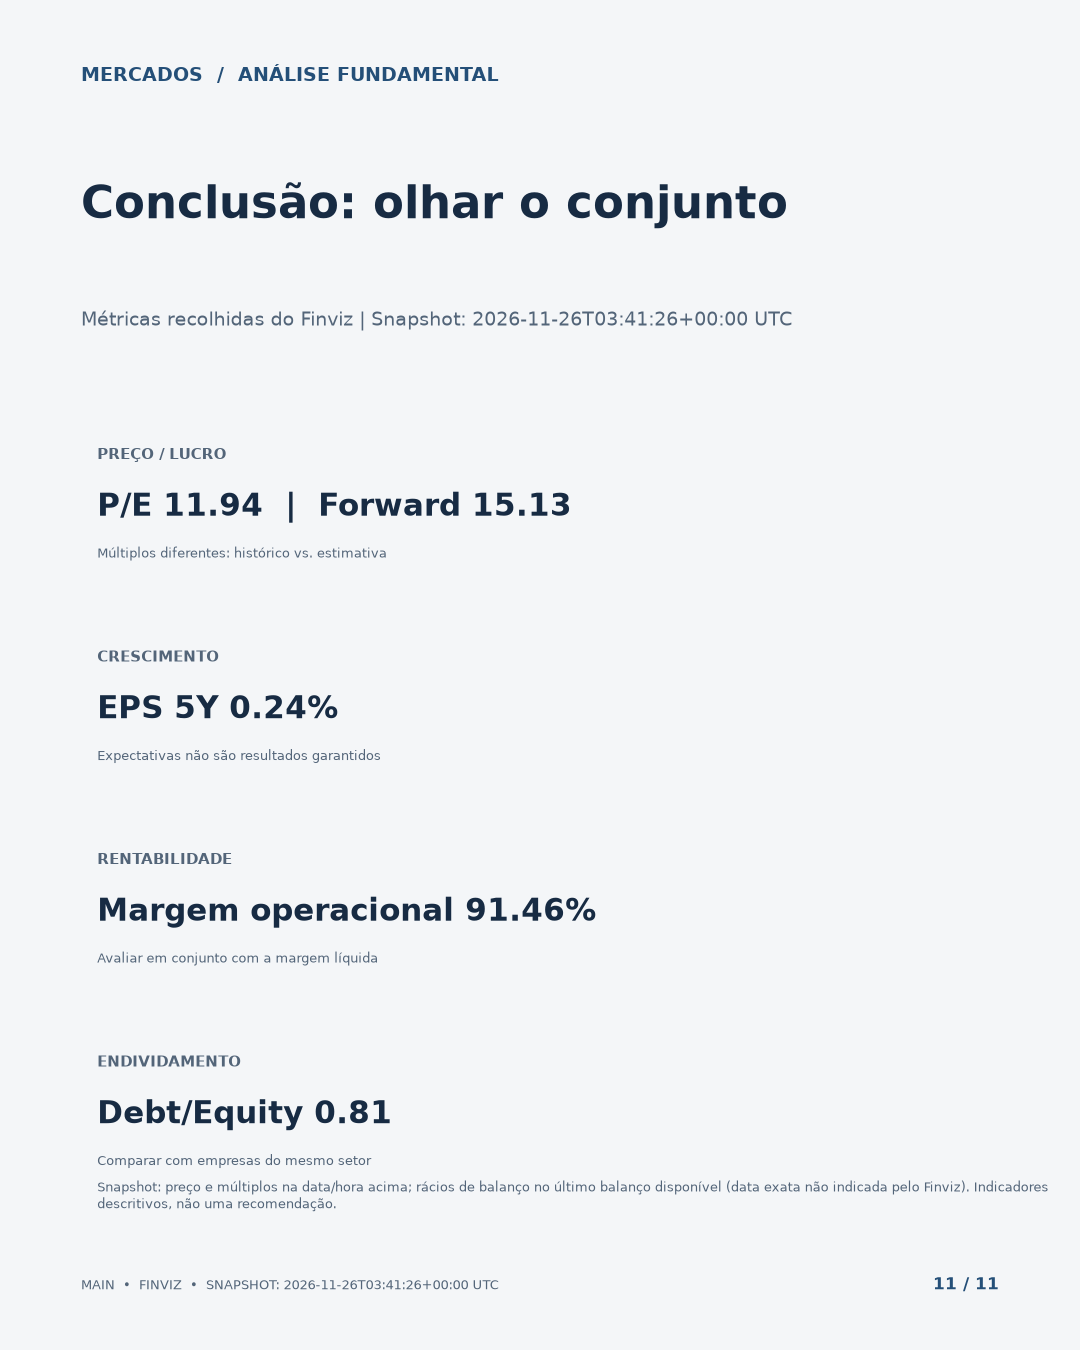 MERCADOS / ANÁLISE FUNDAMENTAL
Conclusão: olhar o conjunto
Métricas recolhidas do Finviz | Snapshot: 2026-11-26T03:41:26+00:00 UTC
PREÇO / LUCRO
P/E 11.94 | Forward 15.13
Múltiplos diferentes: histórico vs. estimativa
CRESCIMENTO
EPS 5Y 0.24%
Expectativas não são resultados garantidos
RENTABILIDADE
Margem operacional 91.46%
Avaliar em conjunto com a margem líquida
ENDIVIDAMENTO
Debt/Equity 0.81
Comparar com empresas do mesmo setor
Snapshot: preço e múltiplos na data/hora acima; rácios de balanço no último balanço disponível (data exata não indicada pelo Finviz). Indicadores
descritivos, não uma recomendação.
MAIN • FINVIZ • SNAPSHOT: 2026-11-26T03:41:26+00:00 UTC
11 / 11